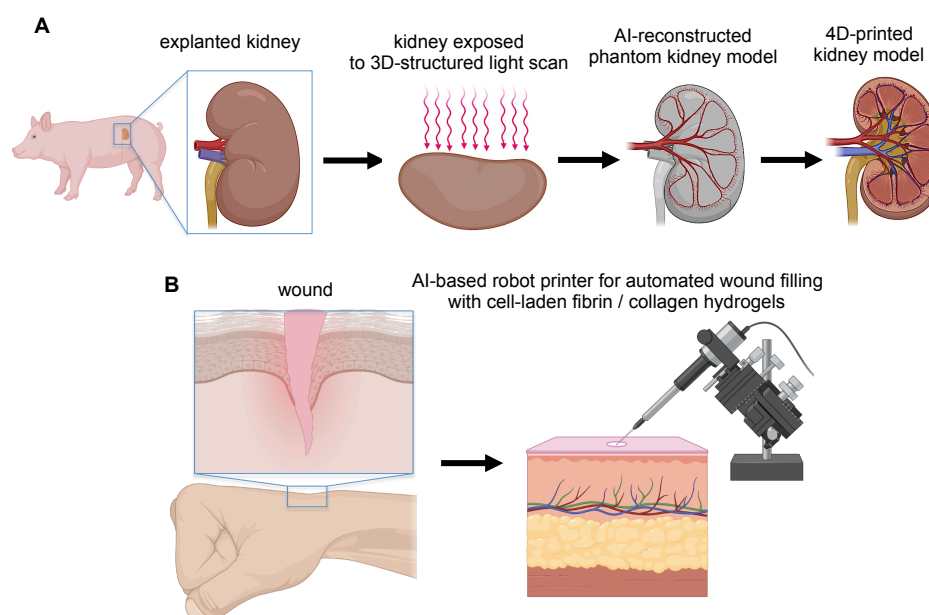 A
explanted kidney
kidney exposed
to 3D-structured light scan
AI-reconstructed
phantom kidney model
4D-printed
kidney model
B
wound
AI-based robot printer for automated wound filling
with cell-laden fibrin / collagen hydrogels